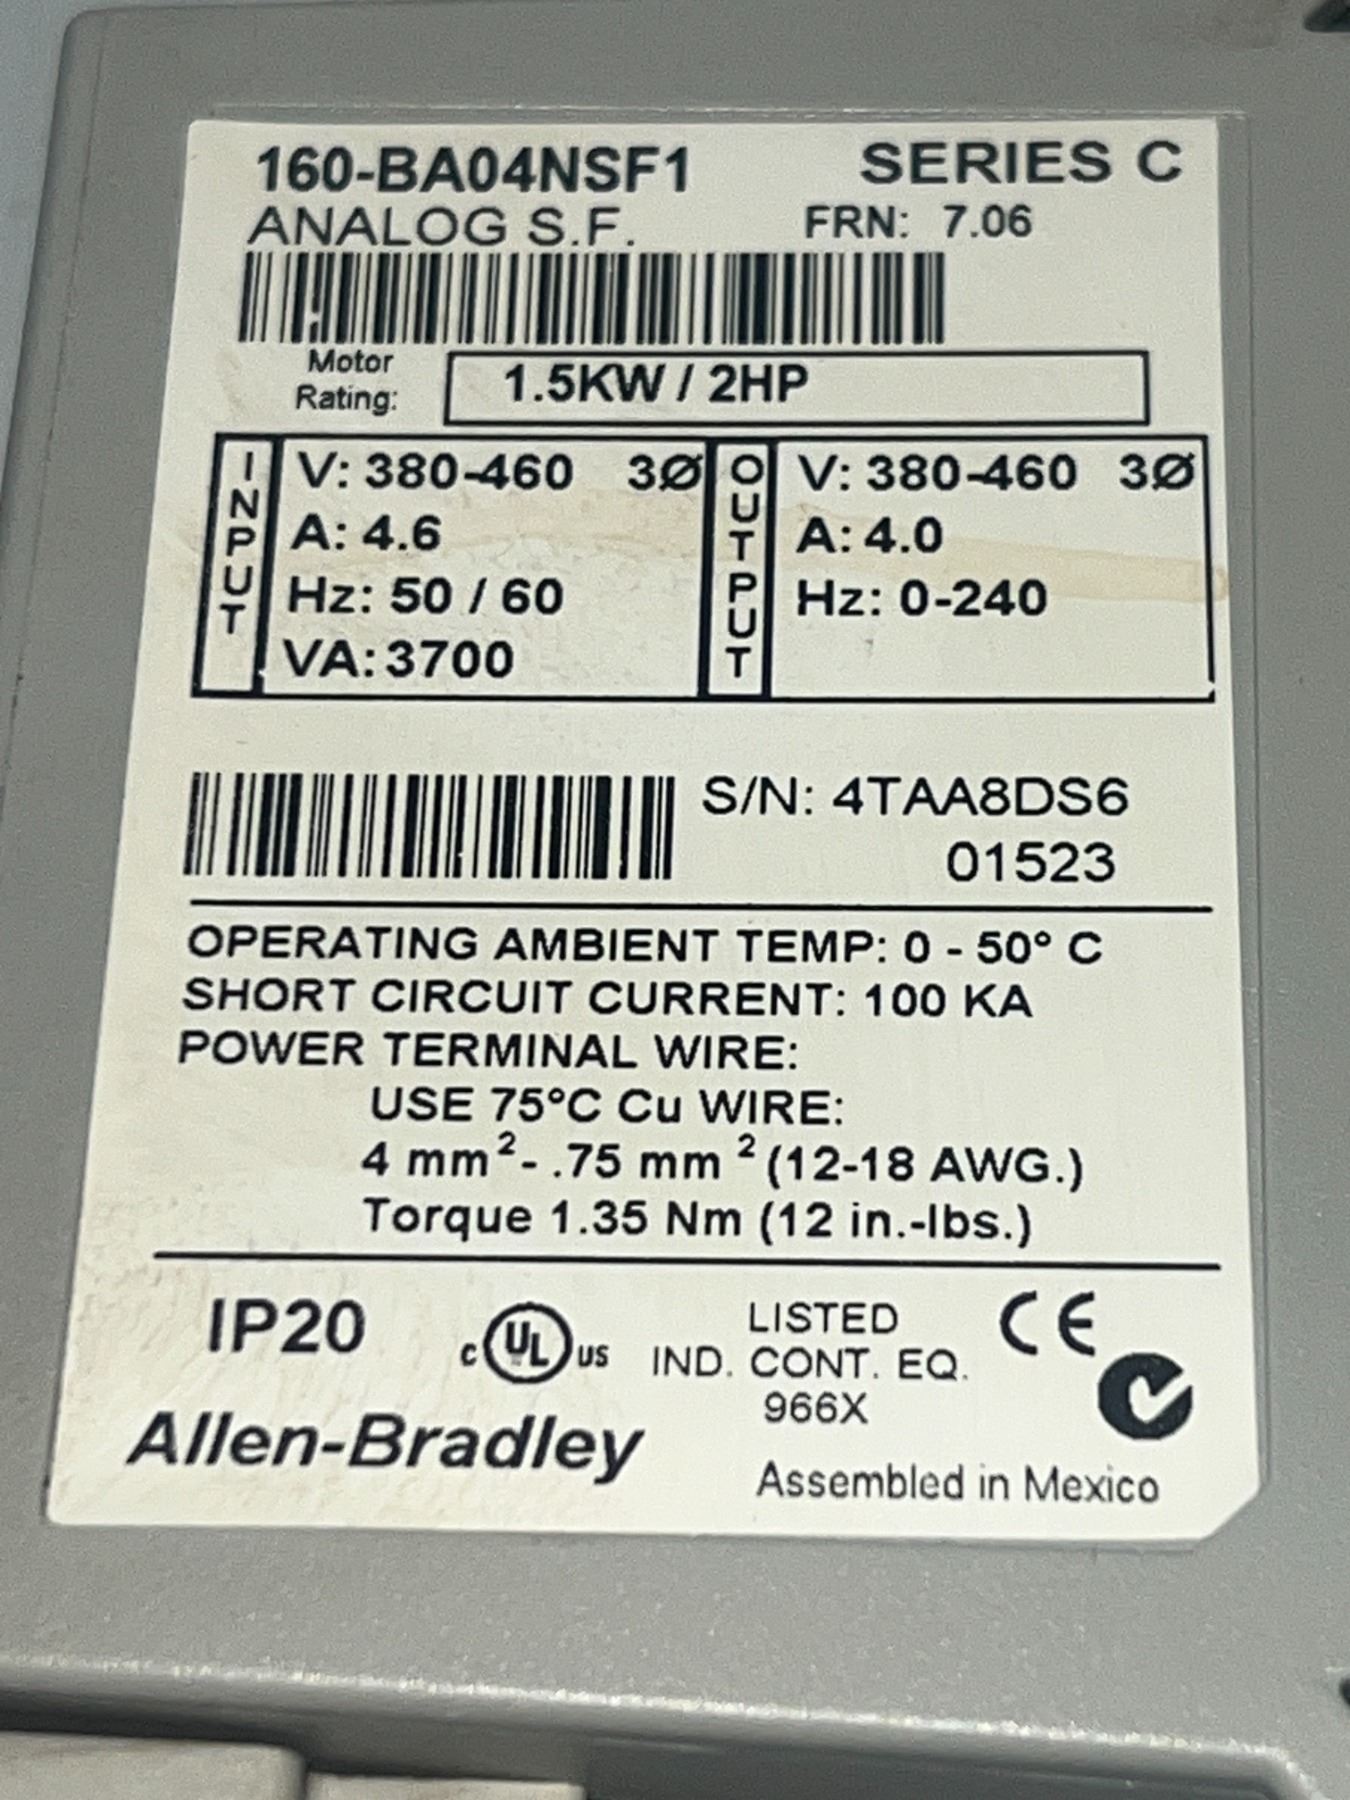 160-BA04NSF1 SERIES C
ANALOG S.F. FRN: 7.06
Motor
Rating: 1.5KW / 2HP
INPUT
V: 380-460 3Ø
A: 4.6
Hz: 50 / 60
VA: 3700
OUTPUT
V: 380-460 3Ø
A: 4.0
Hz: 0-240
S/N: 4TAA8DS6
01523
OPERATING AMBIENT TEMP: 0 - 50° C
SHORT CIRCUIT CURRENT: 100 KA
POWER TERMINAL WIRE:
USE 75°C Cu WIRE:
4 mm² - .75 mm ² (12-18 AWG.)
Torque 1.35 Nm (12 in.-lbs.)
IP20
c UL us
LISTED
IND. CONT. EQ.
966X
CE
Allen-Bradley
Assembled in Mexico